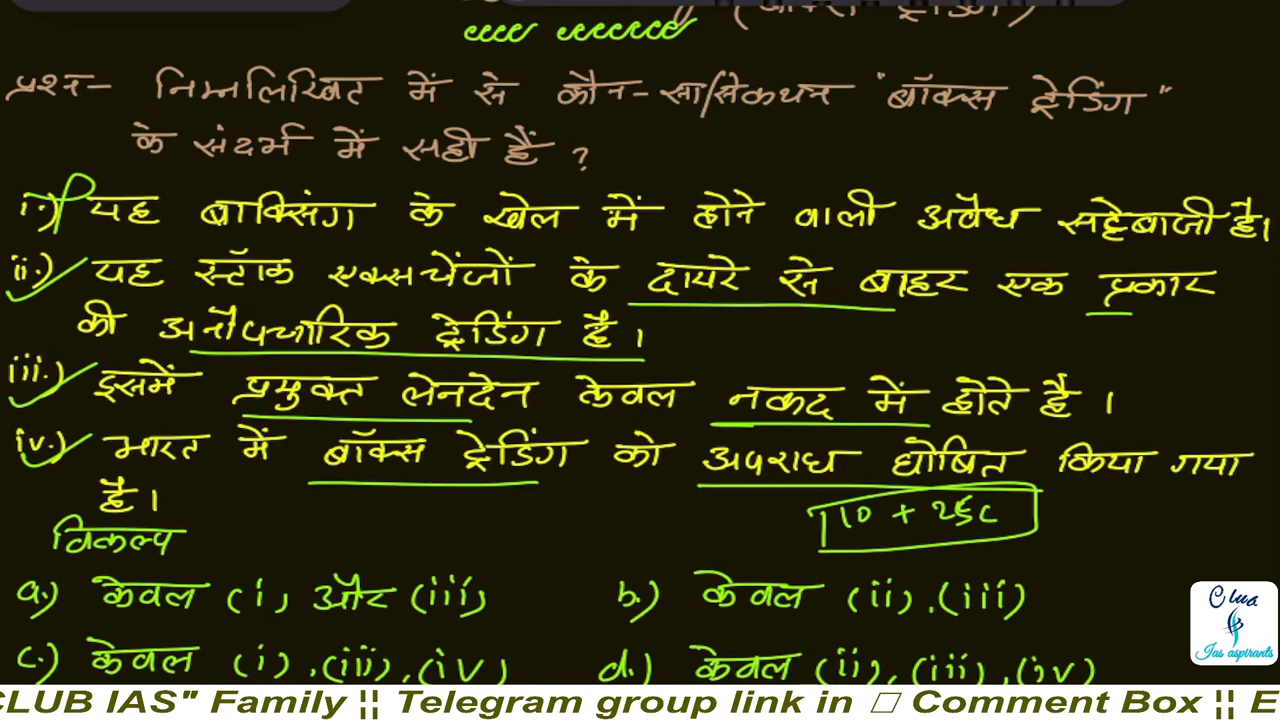 (बॉक्स ट्रेडिंग)
प्रश्न- निम्नलिखित में से कौन-सा/सेकथन "बॉक्स ट्रेडिंग"
के संदर्भ में सही हैं ?
i.) यह बाक्सिंग के खेल में होने वाली अवैध सट्टेबाजी है।
ii.) यह स्टॉक एक्सचेंजों के दायरे से बाहर एक प्रकार
की अनौपचारिक ट्रेडिंग है।
iii.) इसमें प्रमुक्त लेनदेन केवल नकद में होते है ।
iv.) भारत में बॉक्स ट्रेडिंग को अपराध घोषित किया गया
है।
10 +
विकल्प
a.) केवल (i) और (iii)
b.) केवल (ii),(iii)
c.) केवल (i),(iii),(iv)
d.) केवल (ii),(iii),(iv)
Club
Ias aspirants
CLUB IAS" Family ¦¦ Telegram group link in □ Comment Box ¦¦ E